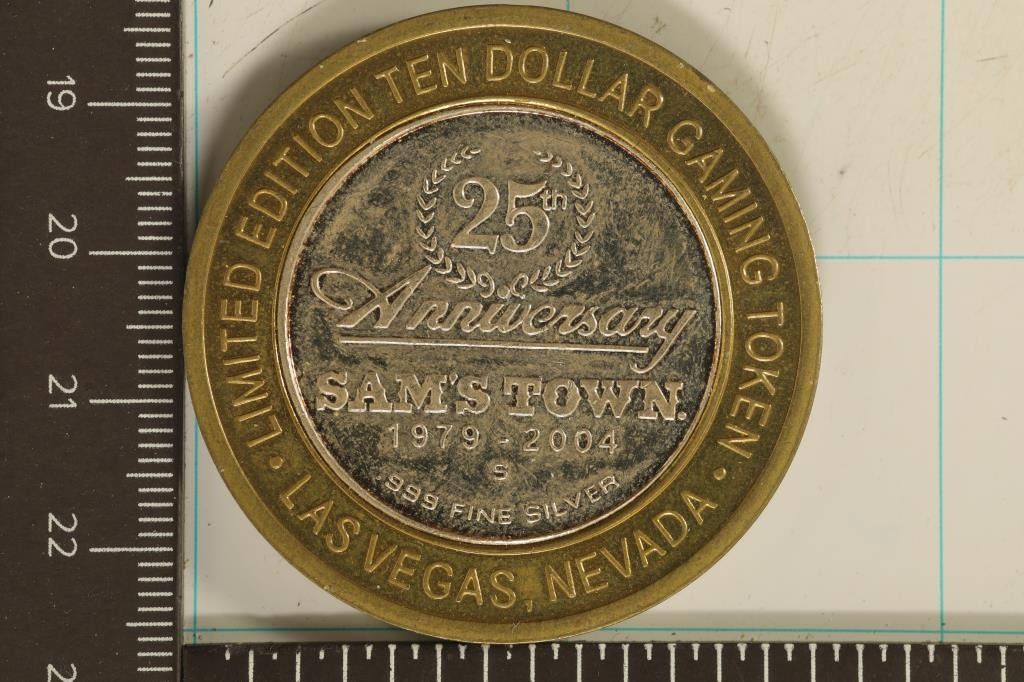 LIMITED EDITION TEN DOLLAR GAMING TOKEN
• LAS VEGAS, NEVADA •
25th
Anniversary
SAM'S TOWN.
1979 - 2004
S
.999 FINE SILVER
19
20
21
22